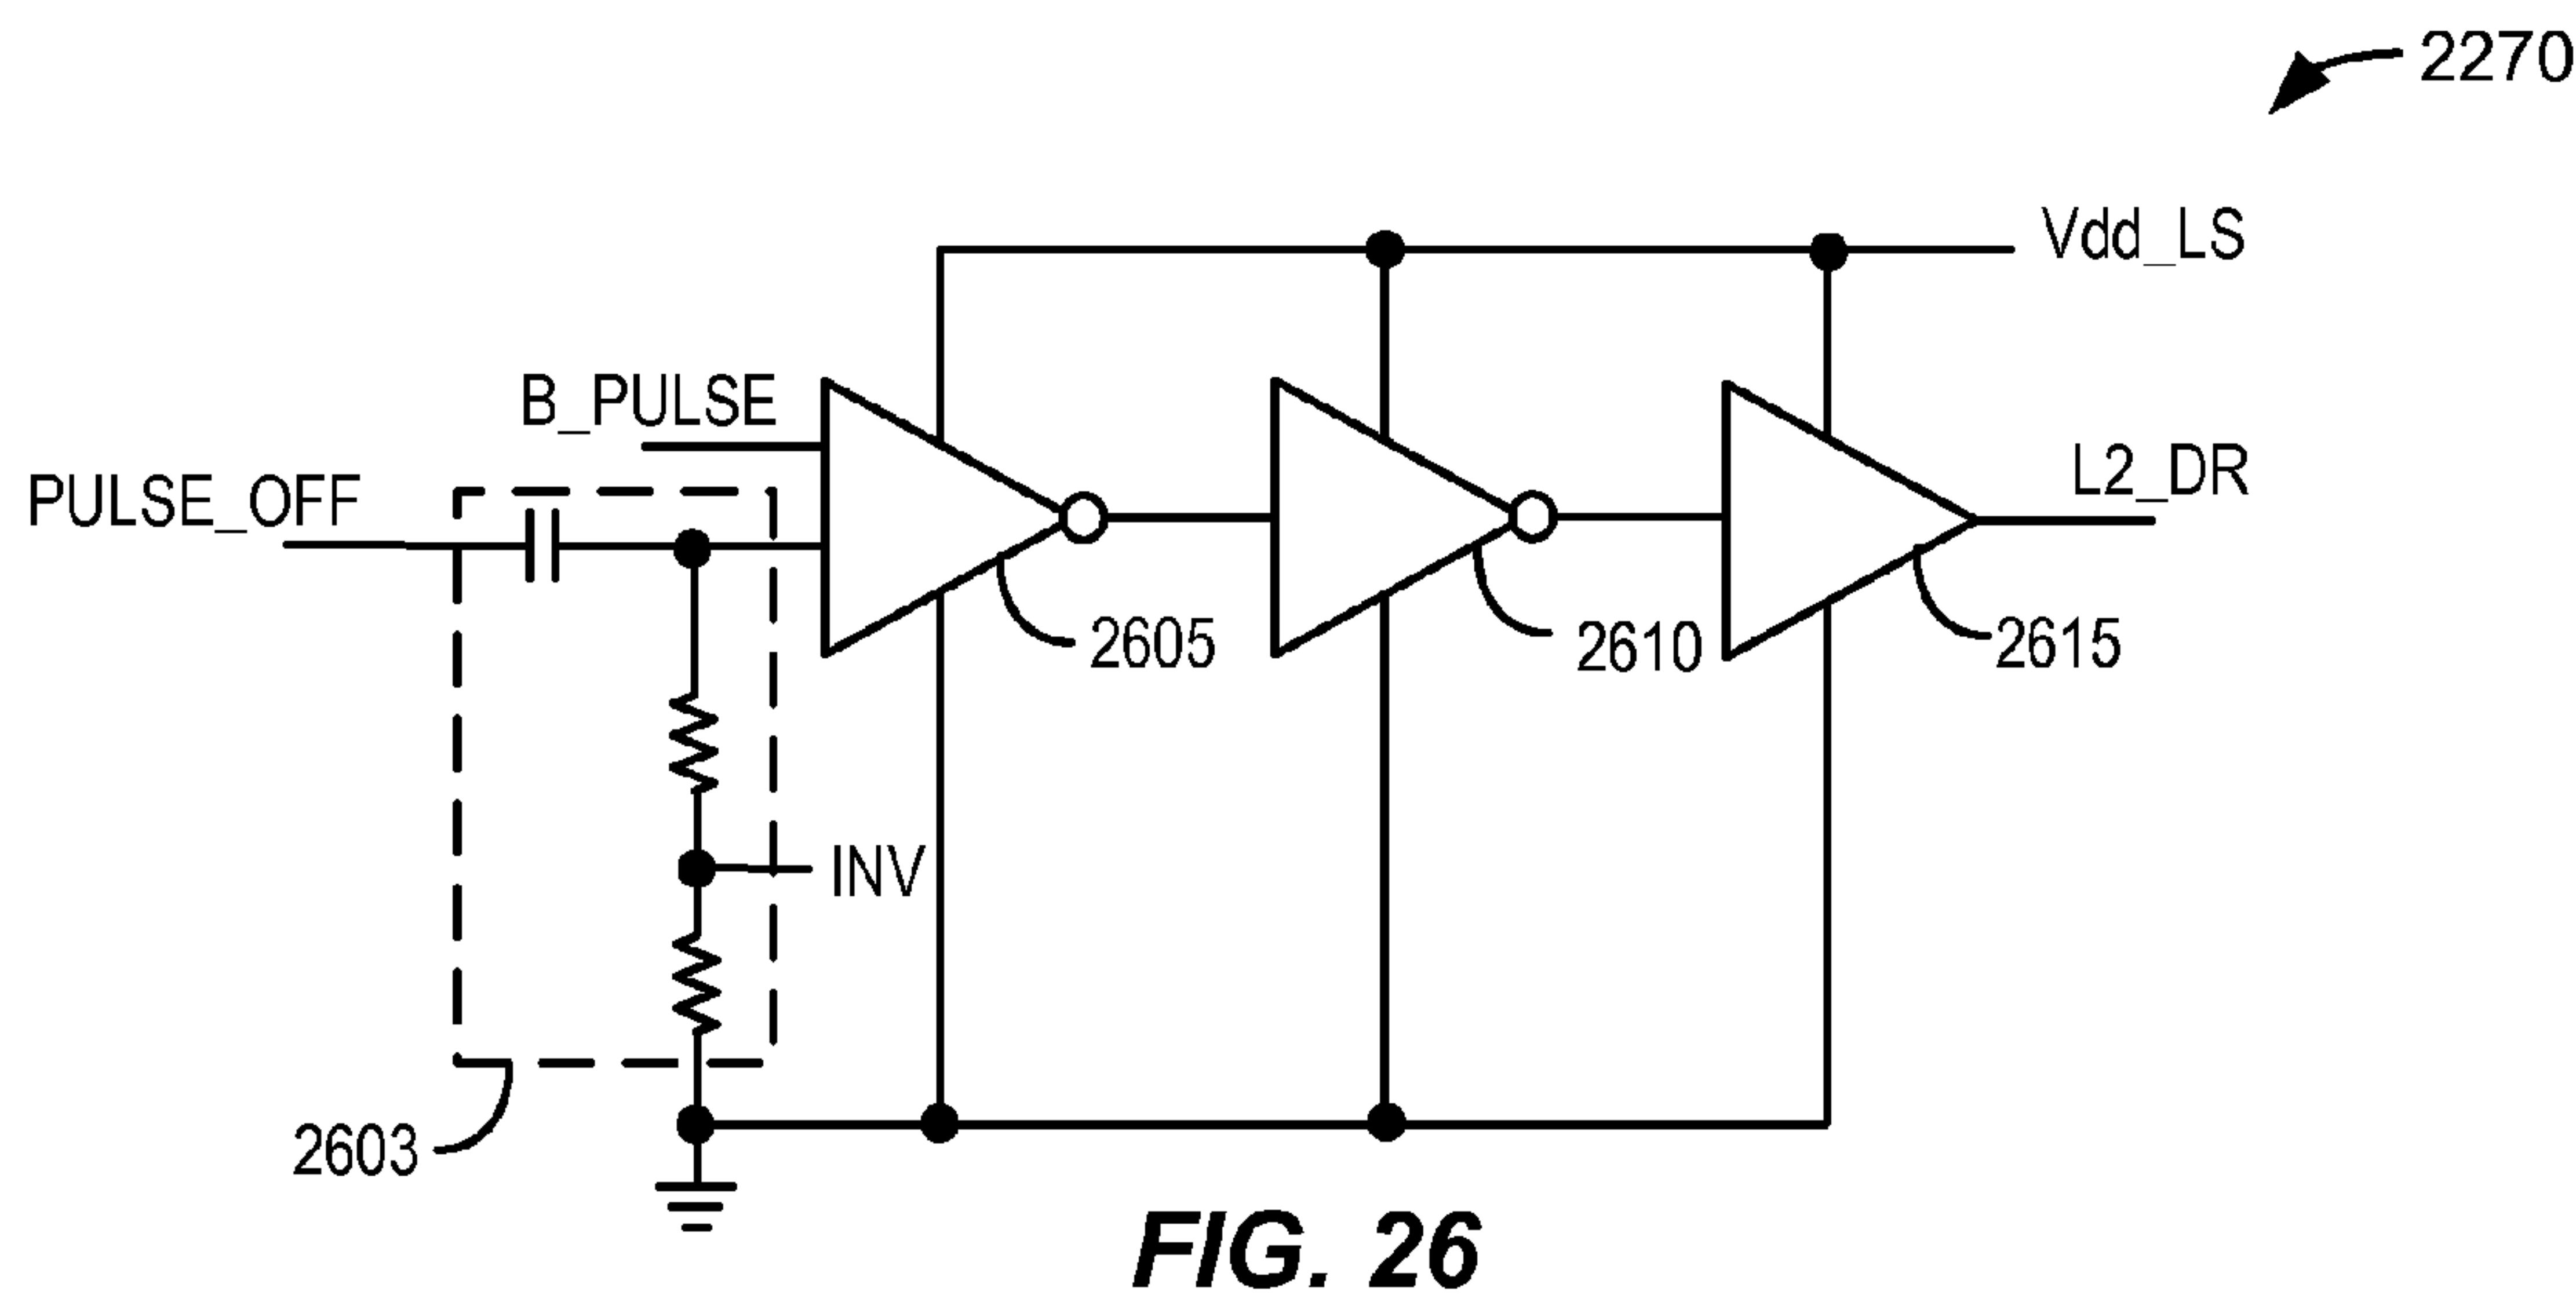 2270
Vdd_LS
B_PULSE
PULSE_OFF
L2_DR
2605
2610
2615
INV
2603
FIG. 26